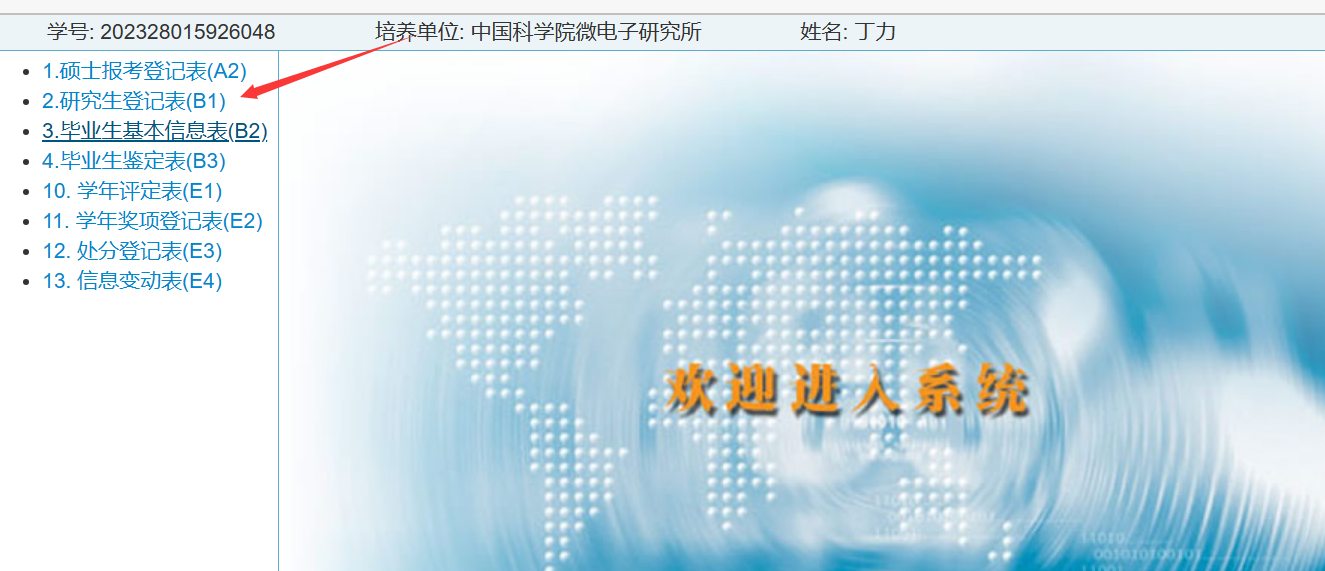 学号: 202328015926048 培养单位: 中国科学院微电子研究所 姓名: 丁力
1.硕士报考登记表(A2)
2.研究生登记表(B1)
3.毕业生基本信息表(B2)
4.毕业生鉴定表(B3)
10. 学年评定表(E1)
11. 学年奖项登记表(E2)
12. 处分登记表(E3)
13. 信息变动表(E4)
欢迎进入系统